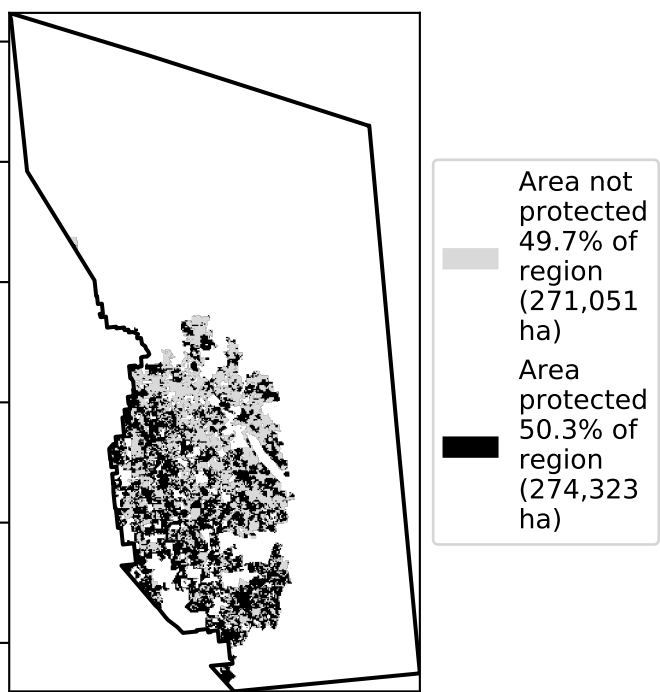 Area not
protected
49.7% of
region
(271,051
ha)
Area
protected
50.3% of
region
(274,323
ha)